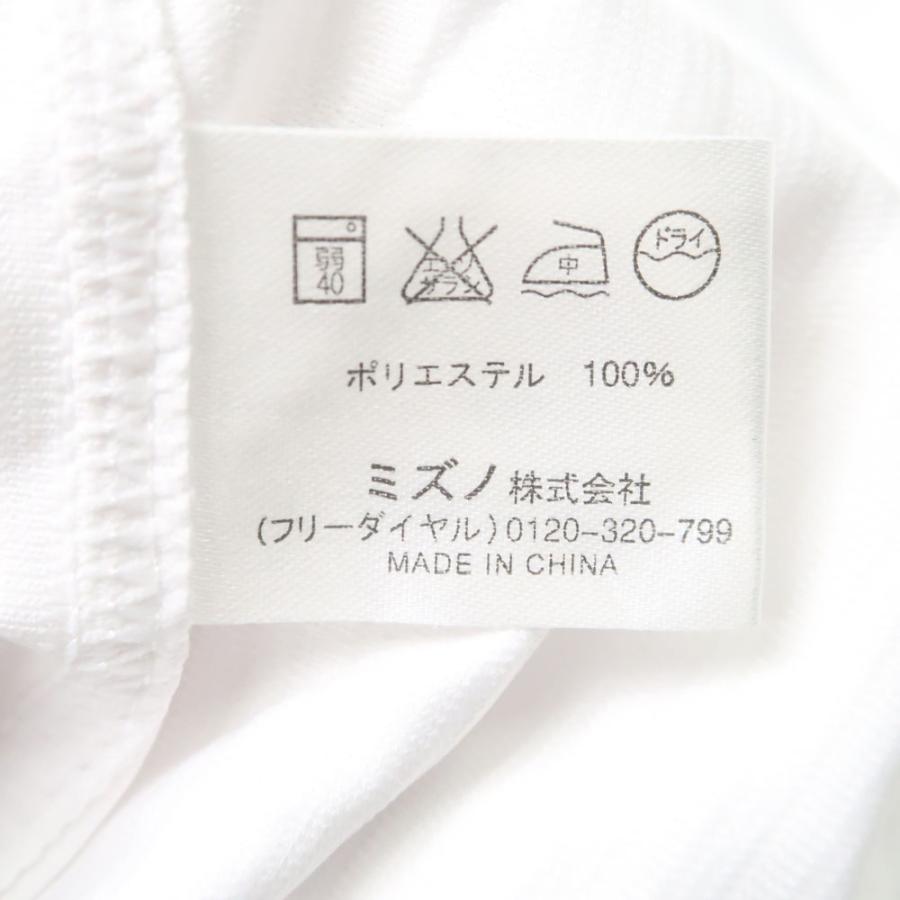 弱 エンソ 中 ドライ
40 サラシ
ポリエステル 100%
ミズノ株式会社
(フリーダイヤル)0120-320-799
MADE IN CHINA